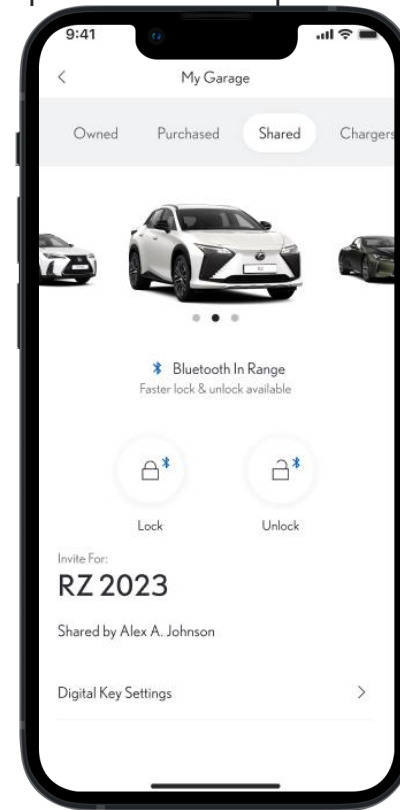 9:41
My Garage
Owned Purchased Shared Chargers
RZ
Bluetooth In Range
Faster lock & unlock available
Lock Unlock
Invite For:
RZ 2023
Shared by Alex A. Johnson
Digital Key Settings